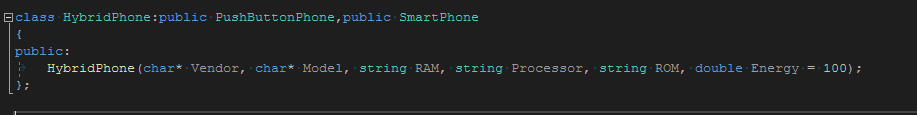 class HybridPhone:public PushButtonPhone,public SmartPhone
{
public:
HybridPhone(char* Vendor, char* Model, string RAM, string Processor, string ROM, double Energy = 100);
};